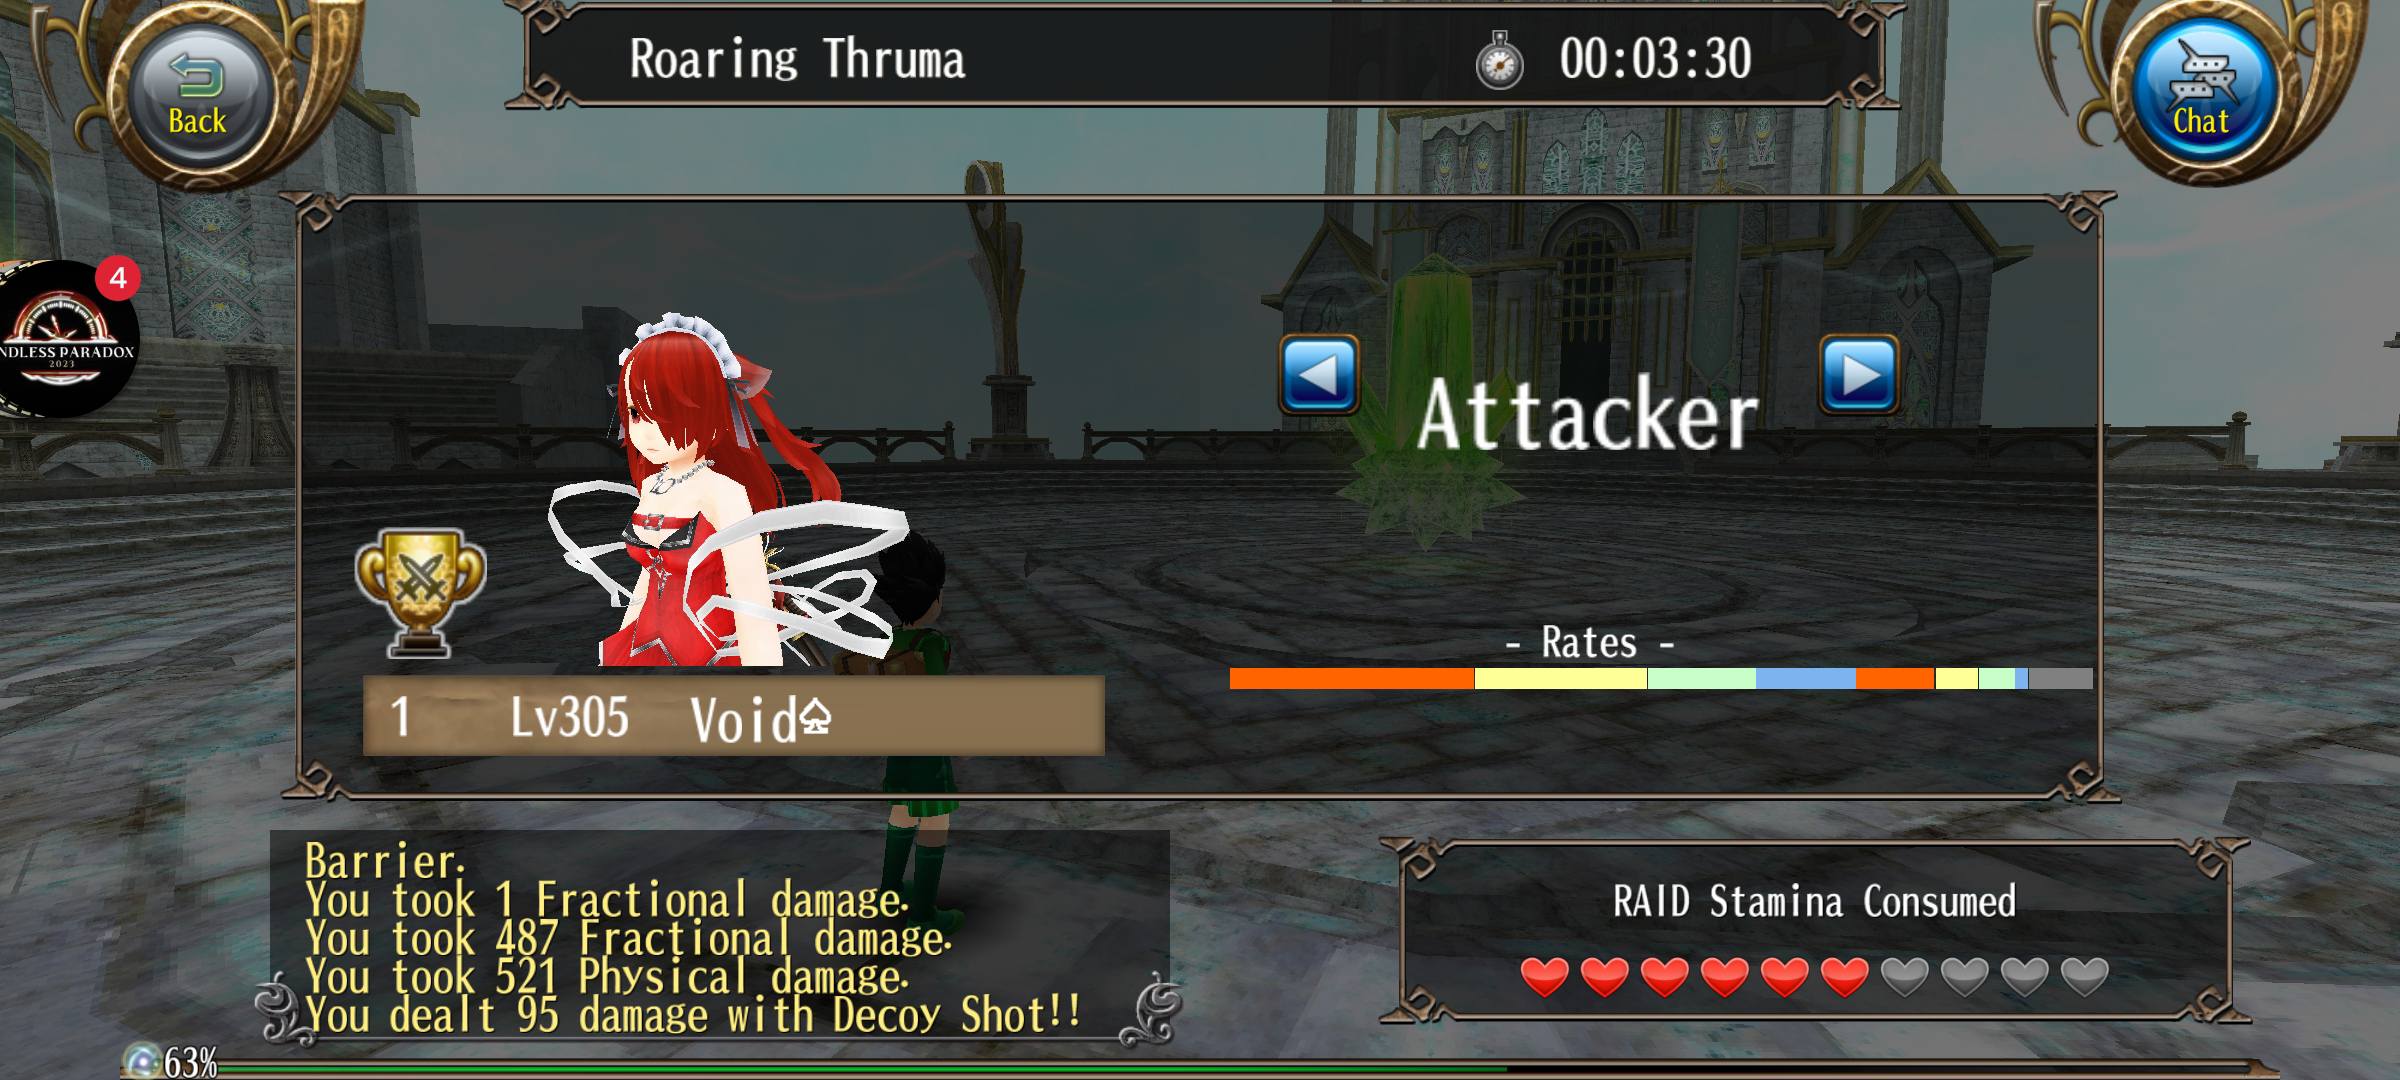 Roaring Thruma
00:03:30
Back
Chat
4
NDLESS PARADOX
2023
Attacker
- Rates -
1 Lv305 Void♤
Barrier.
You took 1 Fractional damage.
You took 487 Fractional damage.
You took 521 Physical damage.
You dealt 95 damage with Decoy Shot!!
RAID Stamina Consumed
63%